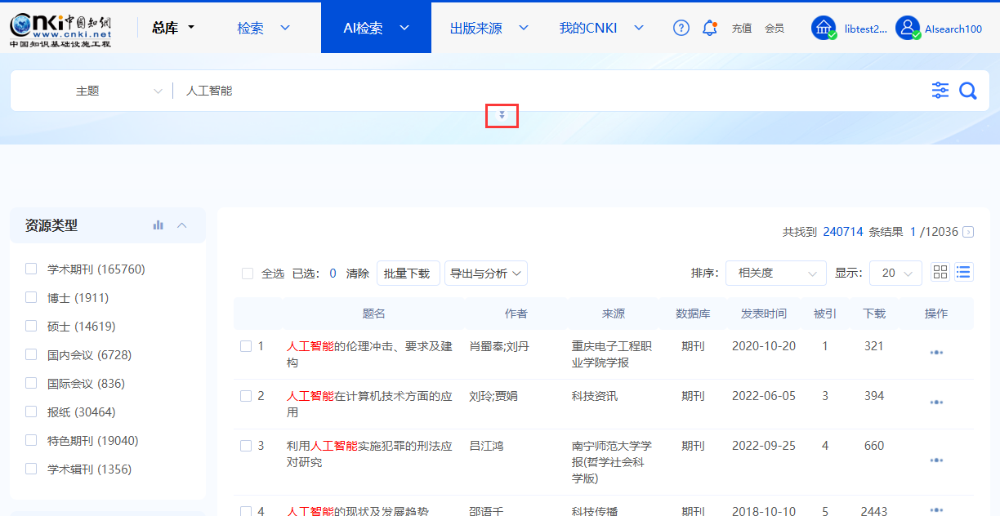 Cnki中国知网
www.cnki.net
中国知识基础设施工程
总库
检索
AI检索
出版来源
我的CNKI
充值
会员
libtest2...
AIsearch100
主题
人工智能
资源类型
学术期刊 (165760)
博士 (1911)
硕士 (14619)
国内会议 (6728)
国际会议 (836)
报纸 (30464)
特色期刊 (19040)
学术辑刊 (1356)
共找到 240714 条结果 1 /12036
全选 已选： 0 清除 批量下载 导出与分析
排序： 相关度 显示： 20
题名 作者 来源 数据库 发表时间 被引 下载 操作
1 人工智能的伦理冲击、要求及建构 肖蜀奉;刘丹 重庆电子工程职业学院学报 期刊 2020-10-20 1 321
2 人工智能在计算机技术方面的应用 刘玲;贾娟 科技资讯 期刊 2022-06-05 3 394
3 利用人工智能实施犯罪的刑法应对研究 吕江鸿 南宁师范大学学报(哲学社会科学版) 期刊 2022-09-25 4 660
4 人工智能的现状及发展趋势 邵语千 科技传播 期刊 2018-10-10 5 2443